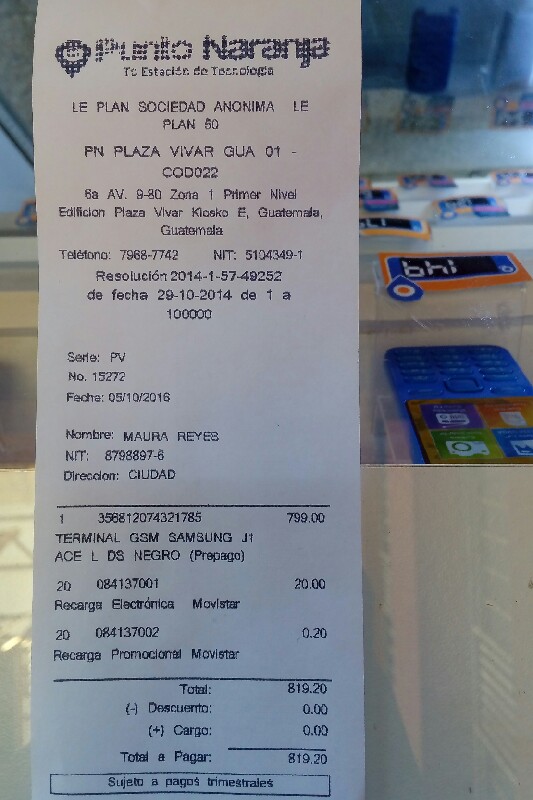 Punto Naranja
Tu Estación de Tecnología
LE PLAN SOCIEDAD ANONIMA LE
PLAN 50
PN PLAZA VIVAR GUA 01 -
COD022
6a AV. 9-80 Zona 1 Primer Nivel
Edificion Plaza Vivar Kiosko E, Guatemala,
Guatemala
Teléfono: 7968-7742 NIT: 5104349-1
Resolución 2014-1-57-49252
de fecha 29-10-2014 de 1 a
100000
Serie: PV
No. 15272
Fecha: 05/10/2016
Nombre: MAURA REYES
NIT: 8798897-6
Direccion: CIUDAD
1 356812074321785 799.00
TERMINAL GSM SAMSUNG J1
ACE L DS NEGRO (Prepago)
20 084137001 20.00
Recarga Electrónica Movistar
20 084137002 0.20
Recarga Promocional Movistar
Total: 819.20
(-) Descuento: 0.00
(+) Cargo: 0.00
Total a Pagar: 819.20
Sujeto a pagos trimestrales